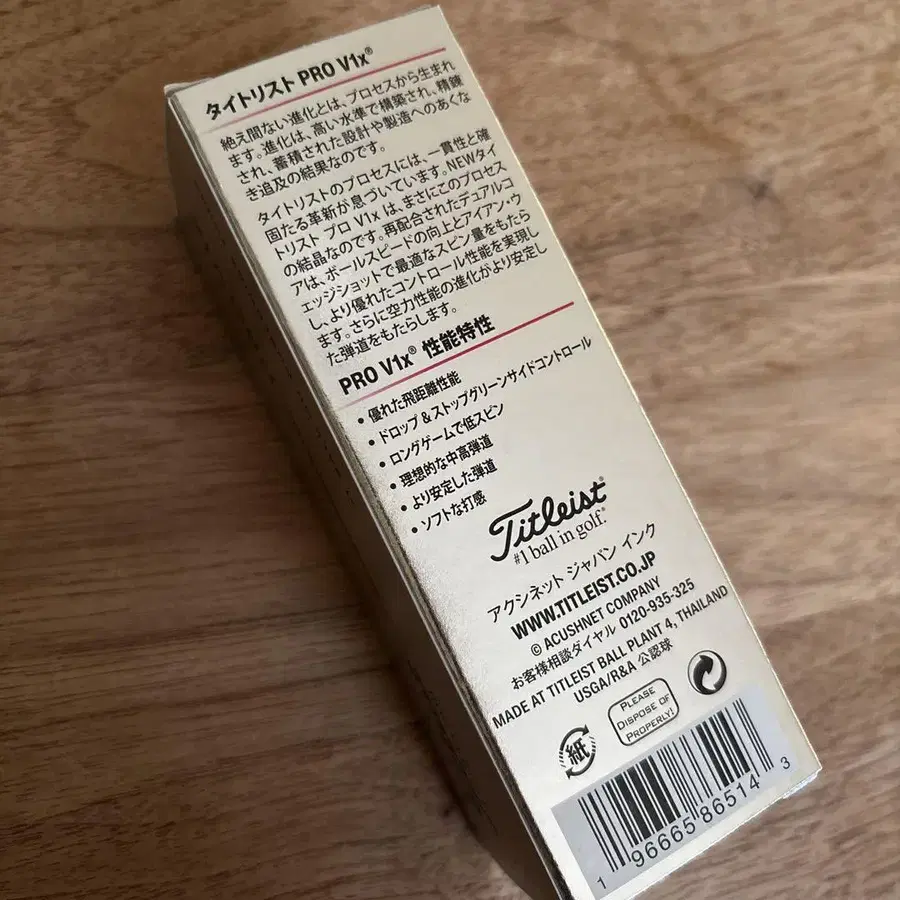 タイトリスト PRO V1x®
絶え間ない進化とは、プロセスから生まれ
ます。進化は、高い水準で構築され、精錬
され、蓄積された設計や製造へのあくな
き追及の結果なのです。
タイトリストのプロセスには、一貫性と確
固たる革新が息づいています。NEWタイ
トリスト プロ V1x は、まさにこのプロセス
の結晶なのです。再配合されたデュアルコ
アは、ボールスピードの向上とアイアン・ウ
ェッジショットで最適なスピン量をもたら
し、より優れたコントロール性能を実現し
ます。さらに空力性能の進化がより安定し
た弾道をもたらします。
PRO V1x® 性能特性
• 優れた飛距離性能
• ドロップ & ストップグリーンサイドコントロール
• ロングゲームで低スピン
• 理想的な中高弾道
• より安定した弾道
• ソフトな打感
Titleist®
#1 ball in golf.®
アクシネット ジャパン インク
WWW.TITLEIST.CO.JP
© ACUSHNET COMPANY
お客様相談ダイヤル 0120-935-325
MADE AT TITLEIST BALL PLANT 4, THAILAND
USGA/R&A 公認球
紙
PLEASE
DISPOSE OF
PROPERLY!
1 96665 86514 3